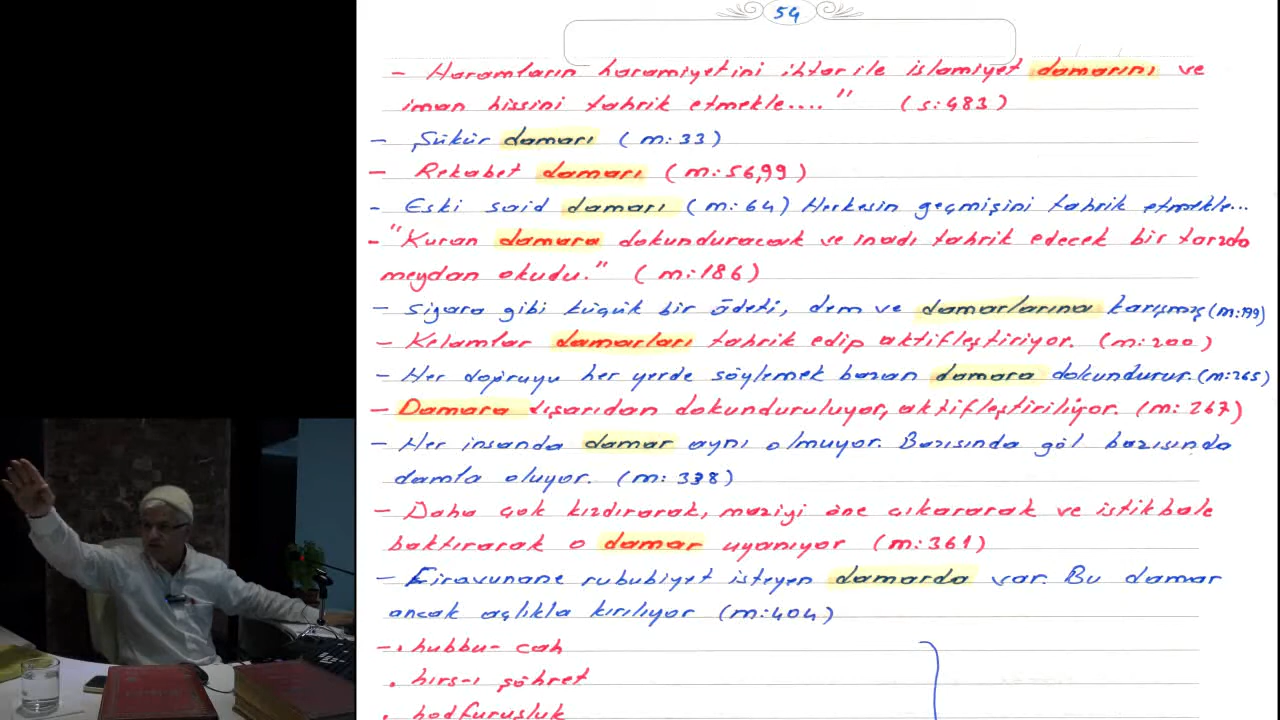 54
- Haramların haramiyetini ihtar ile islamiyet damarını ve
iman hissini tahrik etmekle...." (s:483)
- Şükür damarı (m:33)
- Rekabet damarı (m:56,99)
- Eski said damarı (m:64) Herkesin geçmişini tahrik etmekle...
- "Kuran damara dokunduracak ve inadı tahrik edecek bir tarzda
meydan okudu." (m:186)
- Sigara gibi küçük bir âdeti, dem ve damarlarına karışmış (m:199)
- Kelamlar damarları tahrik edip aktifleştiriyor. (m:200)
- Her doğruyu her yerde söylemek bazan damara dokundurur. (m:265)
- Damara dışarıdan dokunduruluyor, aktifleştiriliyor. (m:267)
- Her insanda damar aynı olmuyor. Bazısında göl bazısında
damla oluyor. (m:338)
- Daha çok kızdırarak, maziyi öne çıkararak ve istikbale
baktırarak o damar uyanıyor (m:361)
- Firavunane rububiyet isteyen damarda var. Bu damar
ancak açlıkla kırılıyor (m:404)
- . hubbu-cah
. hırs-ı şöhret
. hodfuruşluk